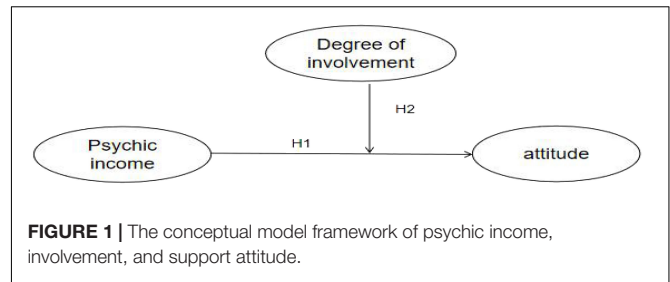 Degree of
involvement
H2
Psychic
income
H1
attitude
FIGURE 1 | The conceptual model framework of psychic income,
involvement, and support attitude.